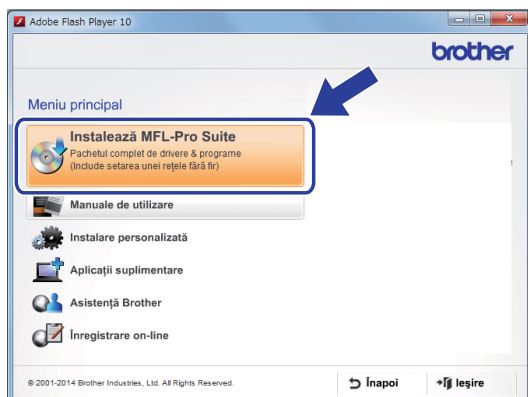 Adobe Flash Player 10
brother
Meniu principal
Instalează MFL-Pro Suite
Pachetul complet de drivere & programe
(Include setarea unei rețele fără fir)
Manuale de utilizare
Instalare personalizată
Aplicații suplimentare
Asistență Brother
Înregistrare on-line
© 2001-2014 Brother Industries, Ltd. All Rights Reserved.
Înapoi
Ieșire